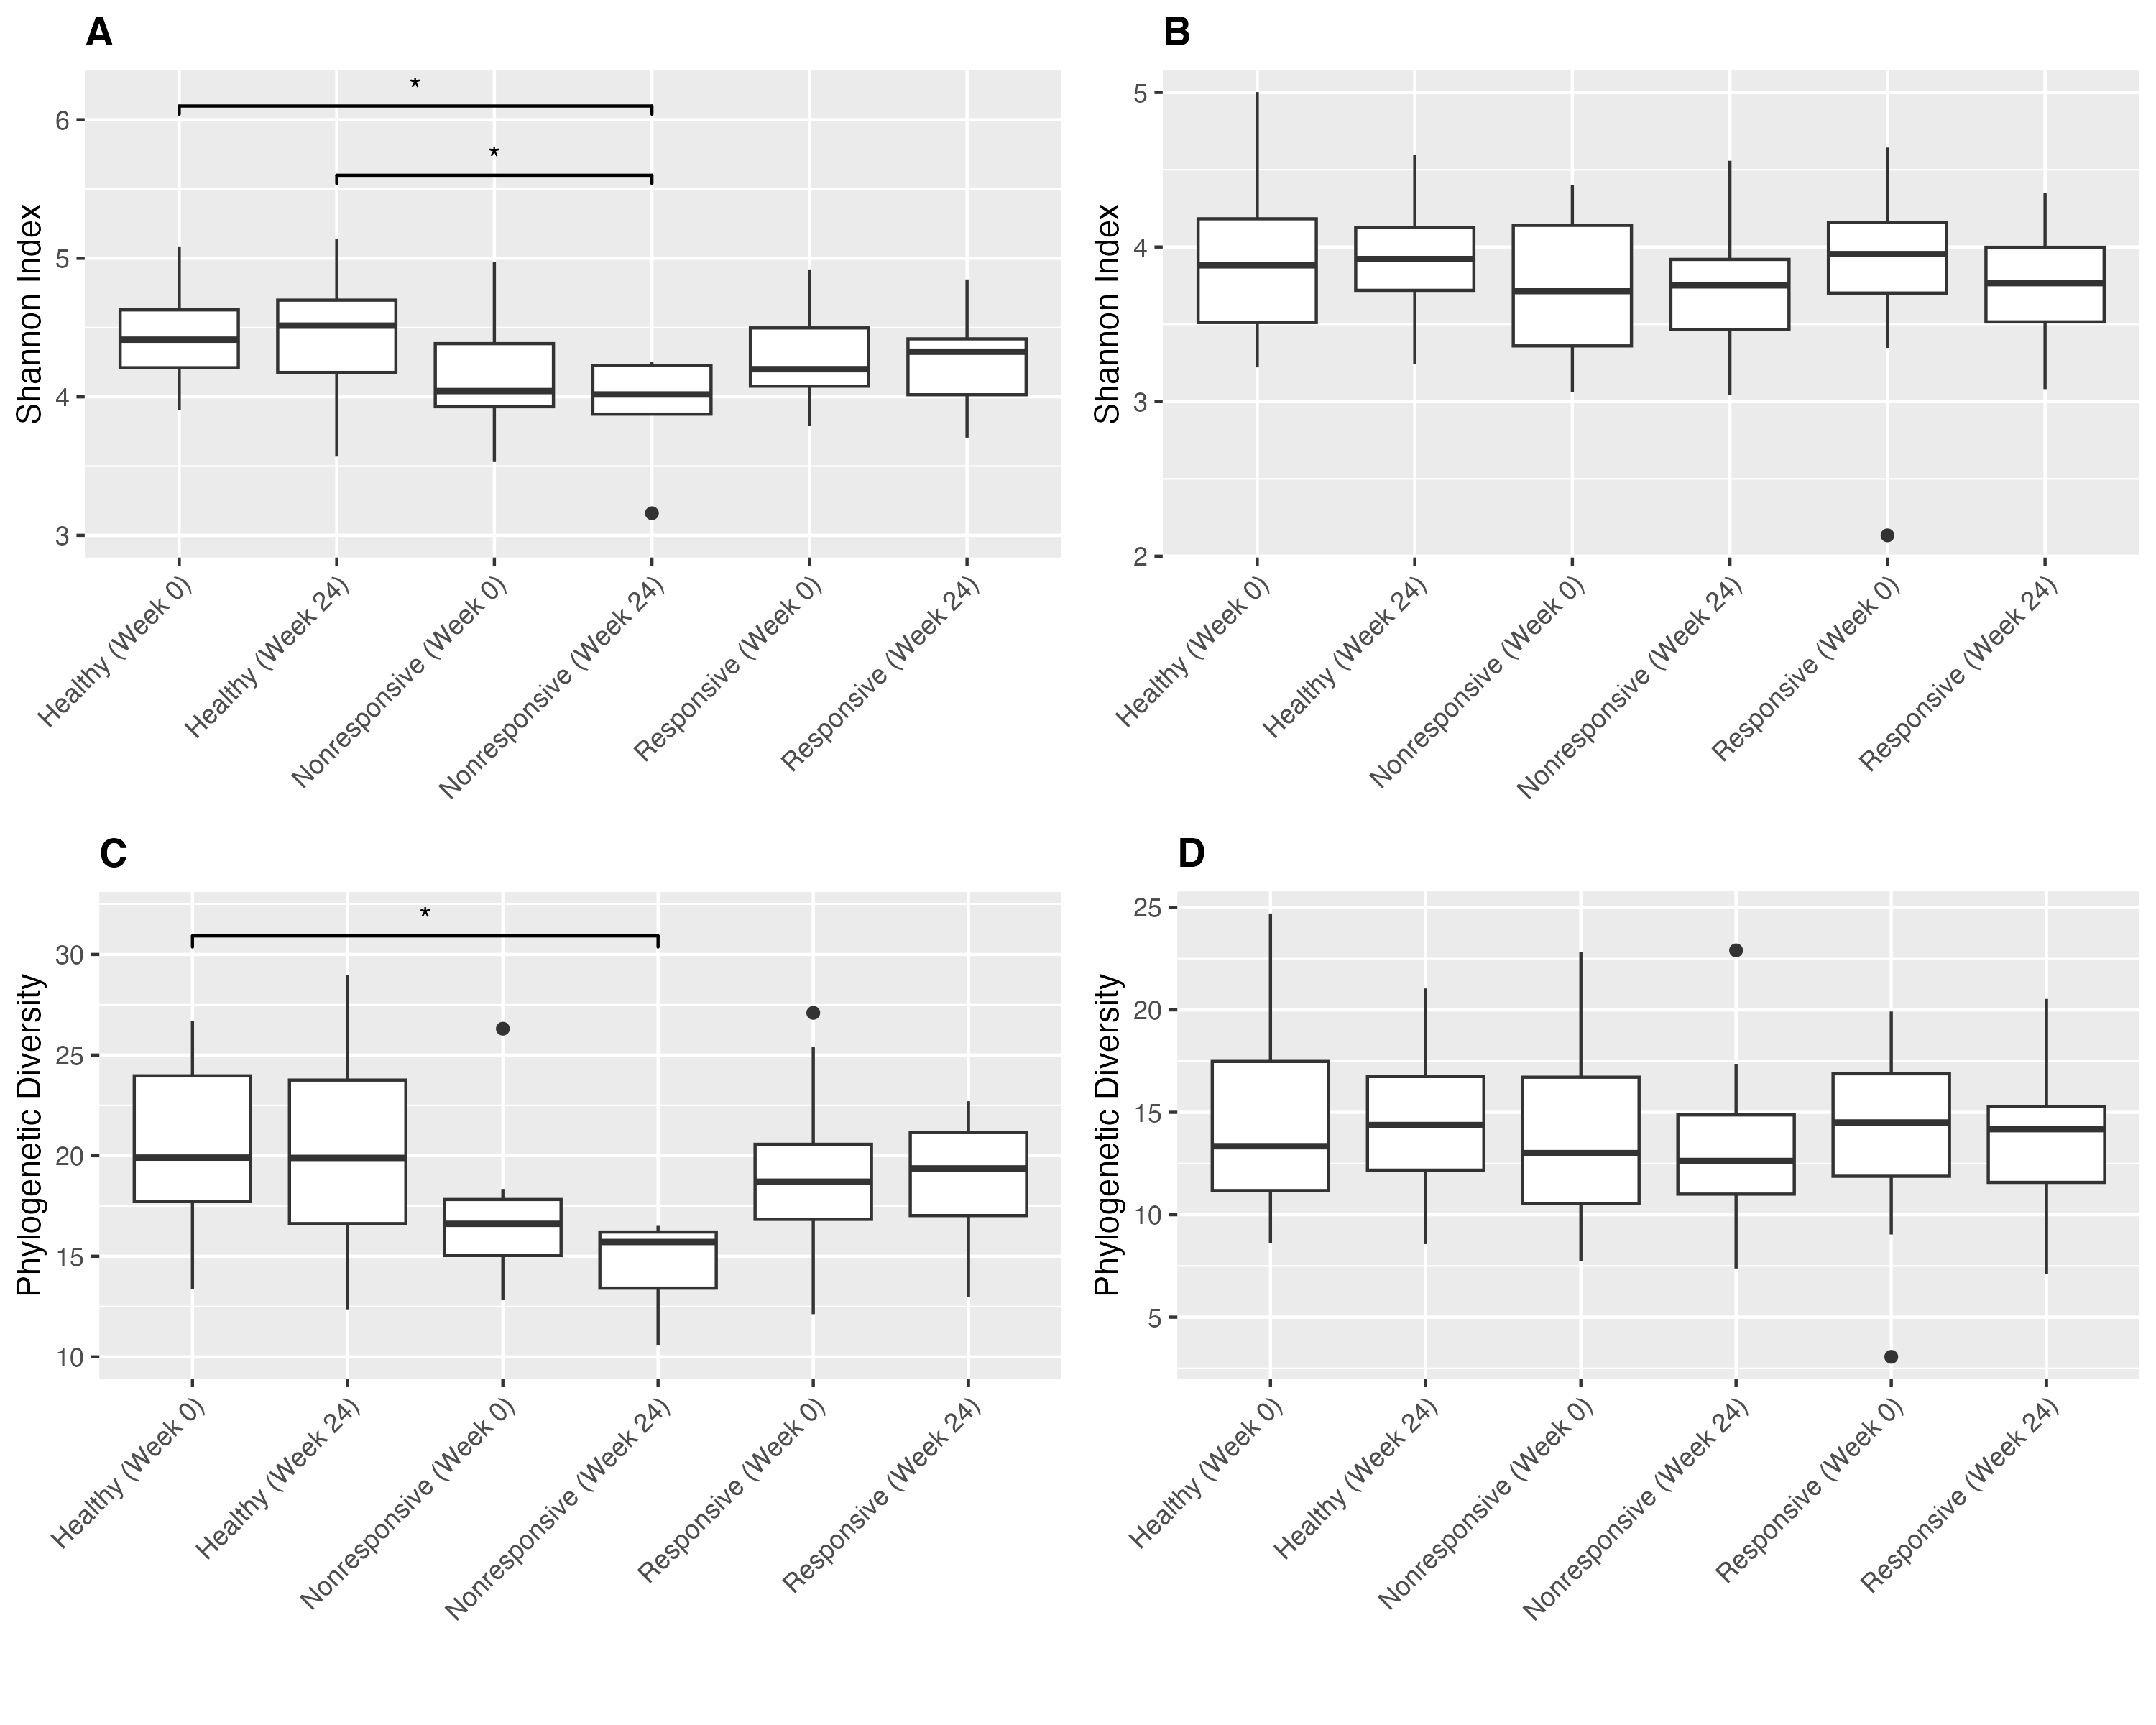 A
*
*
6
5
4
3
Shannon Index
Healthy (Week 0)
Healthy (Week 24)
Nonresponsive (Week 0)
Nonresponsive (Week 24)
Responsive (Week 0)
Responsive (Week 24)
B
5
4
3
2
Shannon Index
Healthy (Week 0)
Healthy (Week 24)
Nonresponsive (Week 0)
Nonresponsive (Week 24)
Responsive (Week 0)
Responsive (Week 24)
C
*
30
25
20
15
10
Phylogenetic Diversity
Healthy (Week 0)
Healthy (Week 24)
Nonresponsive (Week 0)
Nonresponsive (Week 24)
Responsive (Week 0)
Responsive (Week 24)
D
25
20
15
10
5
Phylogenetic Diversity
Healthy (Week 0)
Healthy (Week 24)
Nonresponsive (Week 0)
Nonresponsive (Week 24)
Responsive (Week 0)
Responsive (Week 24)